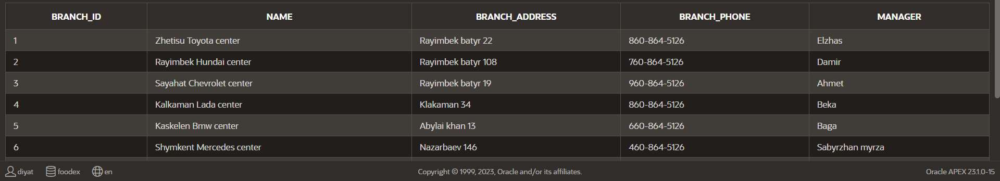 BRANCH_ID NAME BRANCH_ADDRESS BRANCH_PHONE MANAGER
1 Zhetisu Toyota center Rayimbek batyr 22 860-864-5126 Elzhas
2 Rayimbek Hundai center Rayimbek batyr 108 760-864-5126 Damir
3 Sayahat Chevrolet center Rayimbek batyr 19 960-864-5126 Ahmet
4 Kalkaman Lada center Klakaman 34 860-864-5126 Beka
5 Kaskelen Bmw center Abylai khan 13 660-864-5126 Baga
6 Shymkent Mercedes center Nazarbaev 146 460-864-5126 Sabyrzhan myrza
diyat foodex en Copyright © 1999, 2023, Oracle and/or its affiliates. Oracle APEX 23.1.0-15